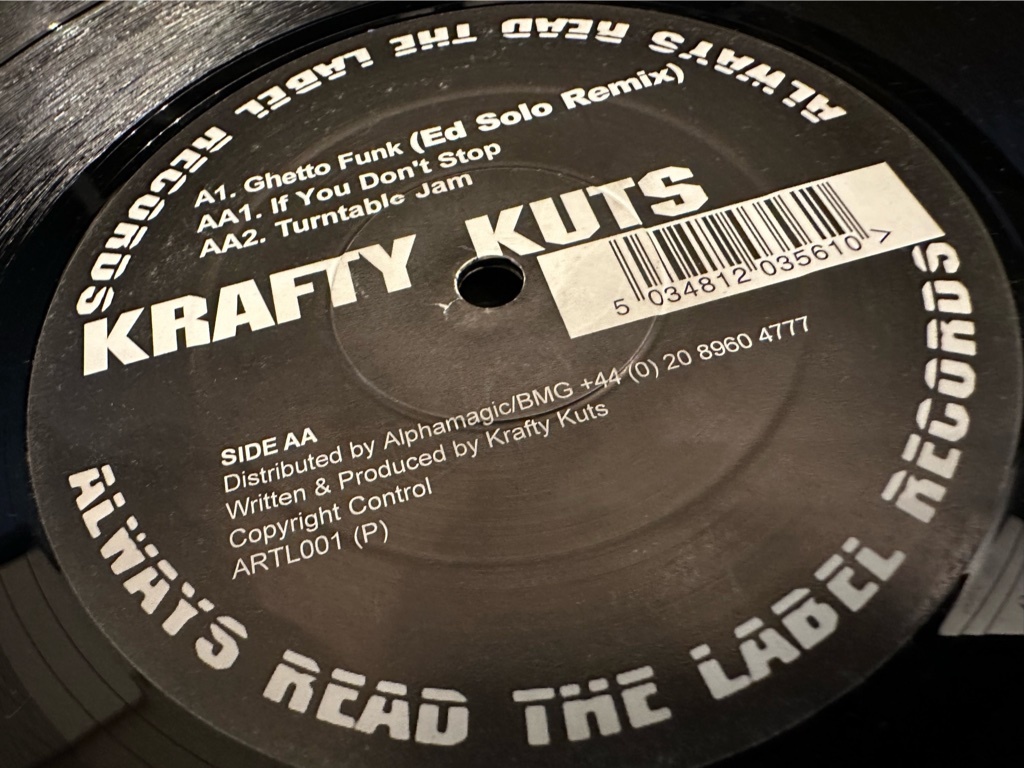 ALWAYS READ THE LABEL RECORDS
A1. Ghetto Funk (Ed Solo Remix)
AA1. If You Don't Stop
AA2. Turntable Jam
KRAFTY KUTS
5 034812 035610 >
SIDE AA
Distributed by Alphamagic/BMG +44 (0) 20 8960 4777
Written & Produced by Krafty Kuts
Copyright Control
ARTL001 (P)
ALWAYS READ THE LABEL RECORDS